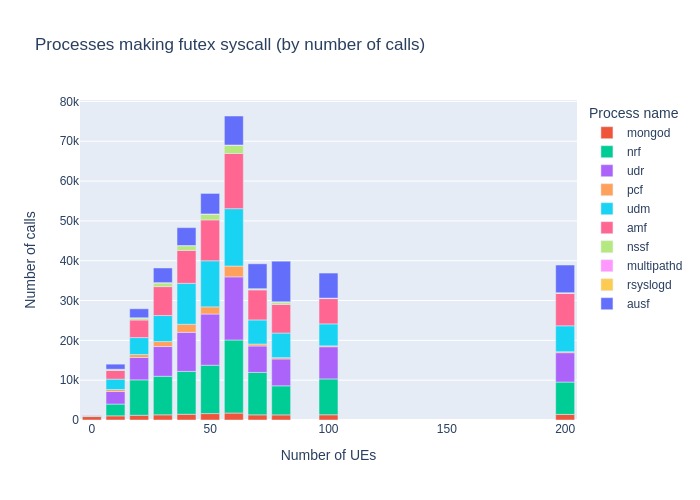 Processes making futex syscall (by number of calls)
Process name
mongod
nrf
udr
pcf
udm
amf
nssf
multipathd
rsyslogd
ausf
Number of calls
80k
70k
60k
50k
40k
30k
20k
10k
0
0 50 100 150 200
Number of UEs